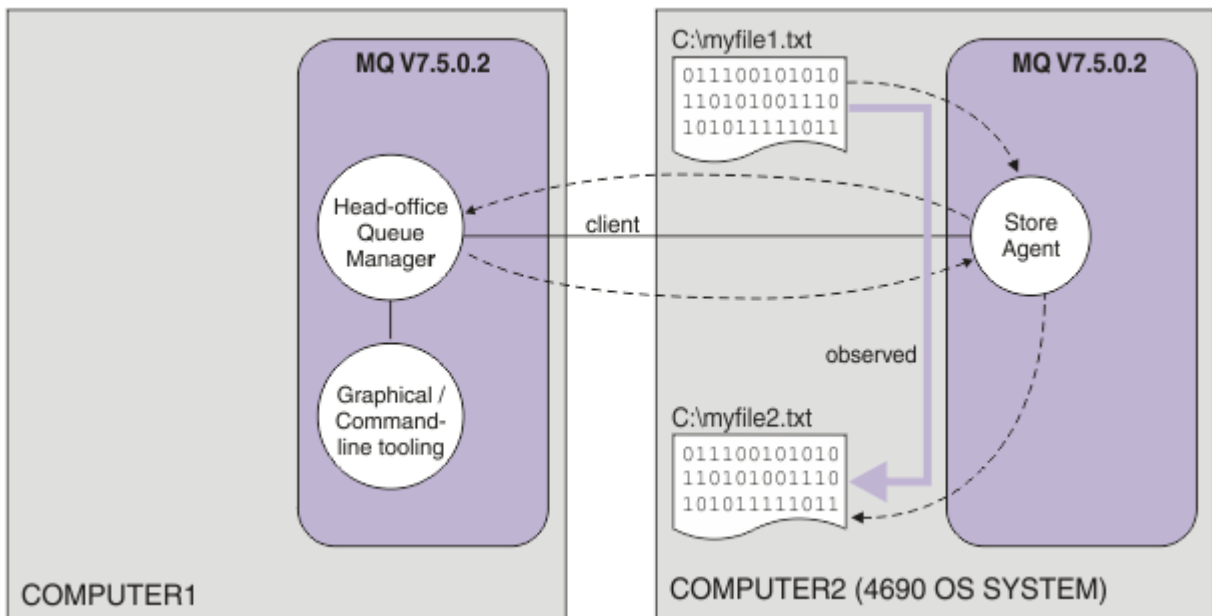 MQ V7.5.0.2
Head-office
Queue
Manager
Graphical /
Command-
line tooling
COMPUTER1
client
C:\myfile1.txt
011100101010
110101001110
101011111011
observed
C:\myfile2.txt
011100101010
110101001110
101011111011
MQ V7.5.0.2
Store
Agent
COMPUTER2 (4690 OS SYSTEM)